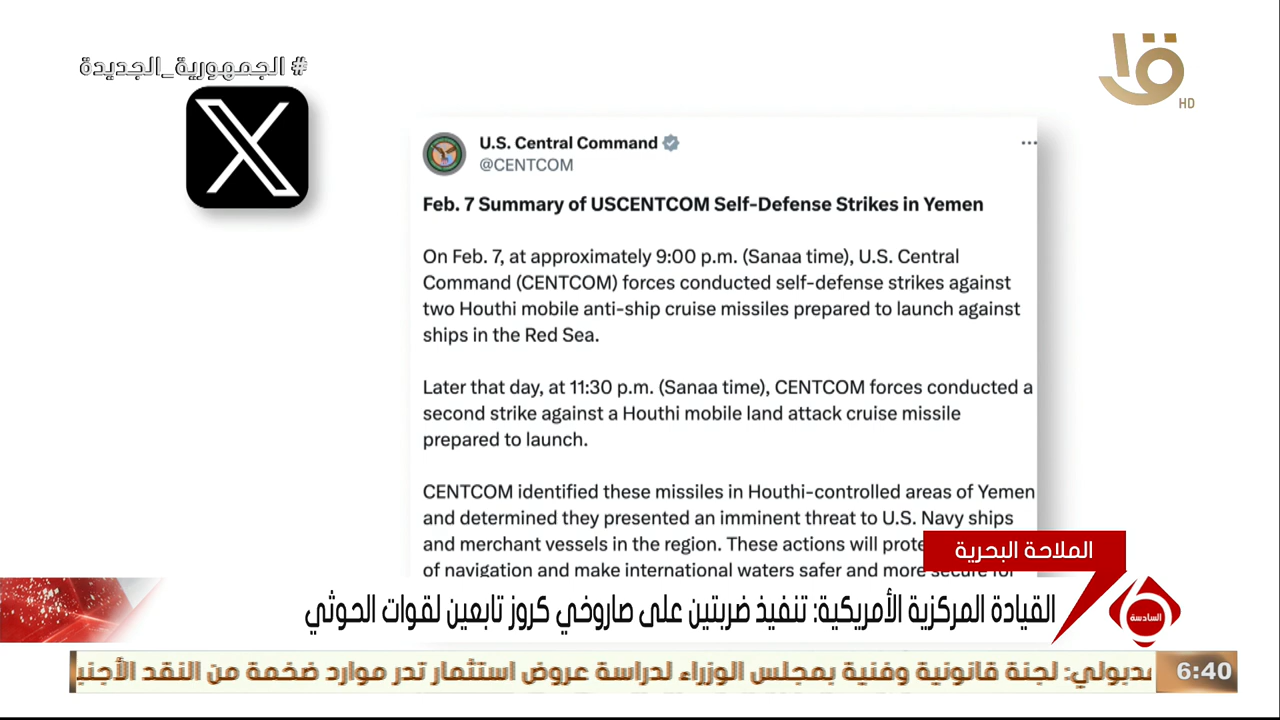 # الجمهورية_الجديدة
HD
U.S. Central Command
@CENTCOM
Feb. 7 Summary of USCENTCOM Self-Defense Strikes in Yemen
On Feb. 7, at approximately 9:00 p.m. (Sanaa time), U.S. Central
Command (CENTCOM) forces conducted self-defense strikes against
two Houthi mobile anti-ship cruise missiles prepared to launch against
ships in the Red Sea.
Later that day, at 11:30 p.m. (Sanaa time), CENTCOM forces conducted a
second strike against a Houthi mobile land attack cruise missile
prepared to launch.
CENTCOM identified these missiles in Houthi-controlled areas of Yemen
and determined they presented an imminent threat to U.S. Navy ships
and merchant vessels in the region. These actions will
of navigation and make international waters safer and more secure for
الملاحة البحرية
القيادة المركزية الأمريكية: تنفيذ ضربتين على صاروخي كروز تابعين لقوات الحوثي
السادسة
مدبولي: لجنة قانونية وفنية بمجلس الوزراء لدراسة عروض استثمار تدر موارد ضخمة من النقد
6:40